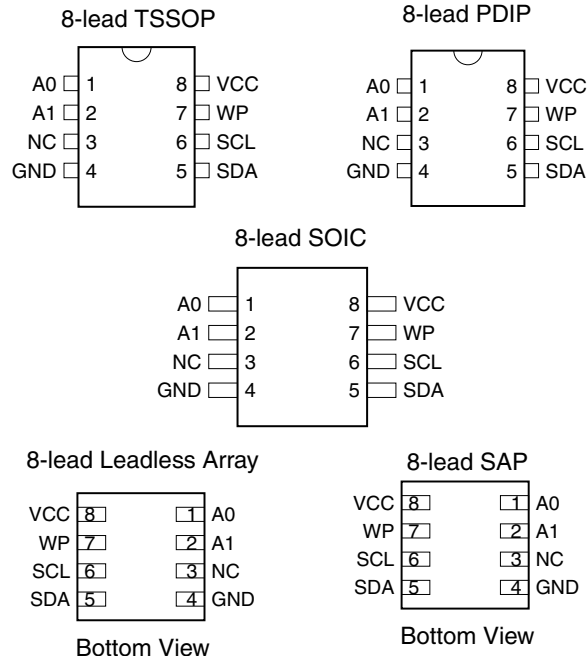 8-lead TSSOP
A0 1 8 VCC
A1 2 7 WP
NC 3 6 SCL
GND 4 5 SDA
8-lead PDIP
A0 1 8 VCC
A1 2 7 WP
NC 3 6 SCL
GND 4 5 SDA
8-lead SOIC
A0 1 8 VCC
A1 2 7 WP
NC 3 6 SCL
GND 4 5 SDA
8-lead Leadless Array
VCC 8 1 A0
WP 7 2 A1
SCL 6 3 NC
SDA 5 4 GND
Bottom View
8-lead SAP
VCC 8 1 A0
WP 7 2 A1
SCL 6 3 NC
SDA 5 4 GND
Bottom View